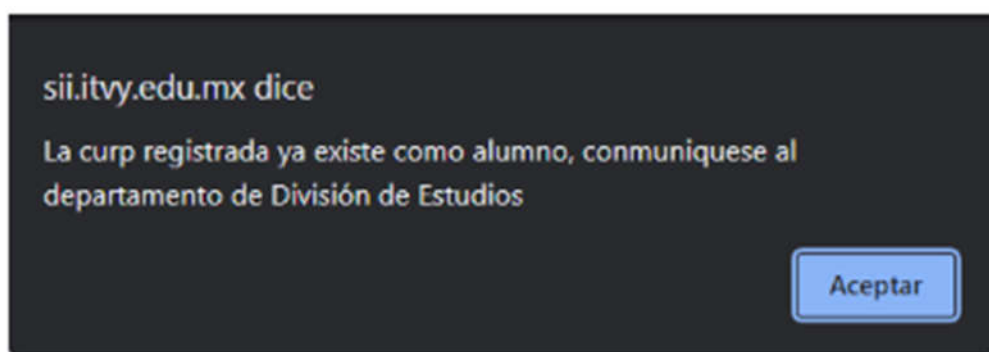 sii.itvy.edu.mx dice
La curp registrada ya existe como alumno, conmuniquese al
departamento de División de Estudios
Aceptar